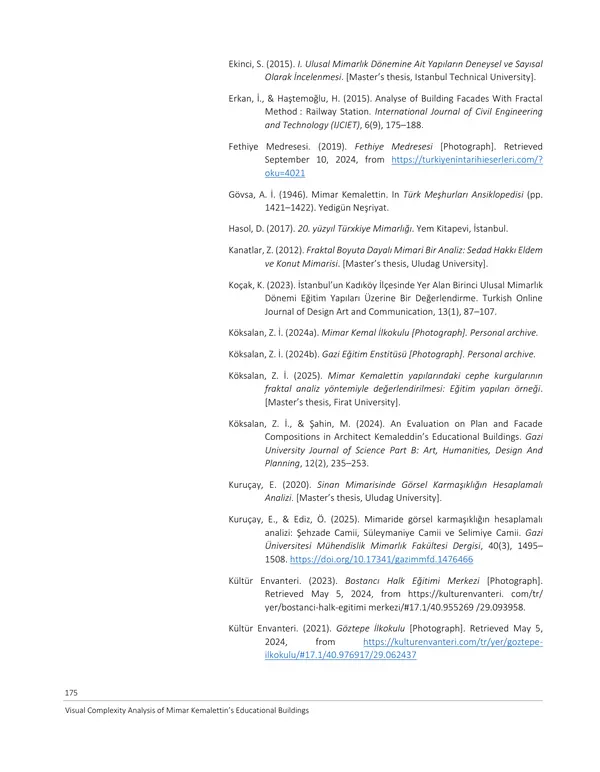 Ekinci, S. (2015). I. Ulusal Mimarlık Dönemine Ait Yapıların Deneysel ve Sayısal
Olarak İncelenmesi. [Master's thesis, Istanbul Technical University].
Erkan, İ., & Haştemoğlu, H. (2015). Analyse of Building Facades With Fractal
Method : Railway Station. International Journal of Civil Engineering
and Technology (IJCIET), 6(9), 175–188.
Fethiye Medresesi. (2019). Fethiye Medresesi [Photograph]. Retrieved
September 10, 2024, from https://turkiyenintarihieserleri.com/?
oku=4021
Gövsa, A. İ. (1946). Mimar Kemalettin. In Türk Meşhurları Ansiklopedisi (pp.
1421–1422). Yedigün Neşriyat.
Hasol, D. (2017). 20. yüzyıl Türxkiye Mimarlığı. Yem Kitapevi, İstanbul.
Kanatlar, Z. (2012). Fraktal Boyuta Dayalı Mimari Bir Analiz: Sedad Hakkı Eldem
ve Konut Mimarisi. [Master's thesis, Uludag University].
Koçak, K. (2023). İstanbul'un Kadıköy İlçesinde Yer Alan Birinci Ulusal Mimarlık
Dönemi Eğitim Yapıları Üzerine Bir Değerlendirme. Turkish Online
Journal of Design Art and Communication, 13(1), 87–107.
Köksalan, Z. İ. (2024a). Mimar Kemal İlkokulu [Photograph]. Personal archive.
Köksalan, Z. İ. (2024b). Gazi Eğitim Enstitüsü [Photograph]. Personal archive.
Köksalan, Z. İ. (2025). Mimar Kemalettin yapılarındaki cephe kurgularının
fraktal analiz yöntemiyle değerlendirilmesi: Eğitim yapıları örneği.
[Master's thesis, Firat University].
Köksalan, Z. İ., & Şahin, M. (2024). An Evaluation on Plan and Facade
Compositions in Architect Kemaleddin's Educational Buildings. Gazi
University Journal of Science Part B: Art, Humanities, Design And
Planning, 12(2), 235–253.
Kuruçay, E. (2020). Sinan Mimarisinde Görsel Karmaşıklığın Hesaplamalı
Analizi. [Master's thesis, Uludag University].
Kuruçay, E., & Ediz, Ö. (2025). Mimaride görsel karmaşıklığın hesaplamalı
analizi: Şehzade Camii, Süleymaniye Camii ve Selimiye Camii. Gazi
Üniversitesi Mühendislik Mimarlık Fakültesi Dergisi, 40(3), 1495–
1508. https://doi.org/10.17341/gazimmfd.1476466
Kültür Envanteri. (2023). Bostancı Halk Eğitimi Merkezi [Photograph].
Retrieved May 5, 2024, from https://kulturenvanteri. com/tr/
yer/bostanci-halk-egitimi merkezi/#17.1/40.955269 /29.093958.
Kültür Envanteri. (2021). Göztepe İlkokulu [Photograph]. Retrieved May 5,
2024, from https://kulturenvanteri.com/tr/yer/goztepe-
ilkokulu/#17.1/40.976917/29.062437
175
Visual Complexity Analysis of Mimar Kemalettin's Educational Buildings